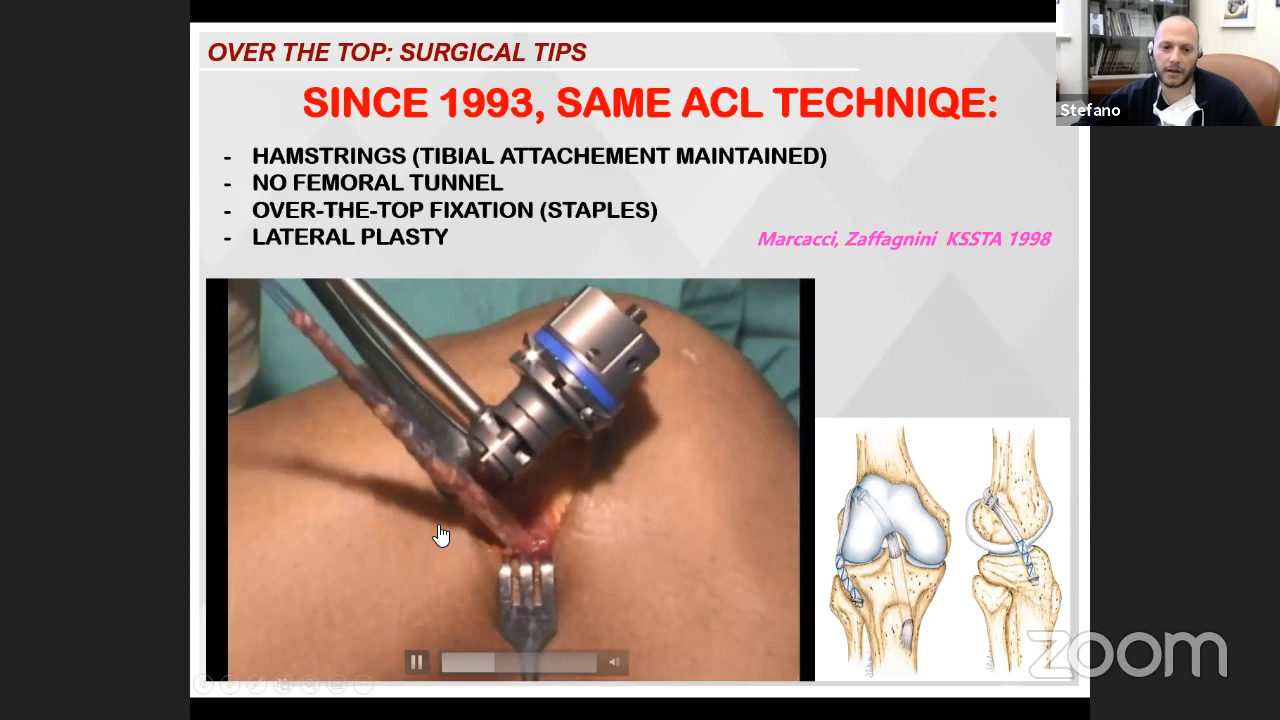 OVER THE TOP: SURGICAL TIPS
SINCE 1993, SAME ACL TECHNIQE:
- HAMSTRINGS (TIBIAL ATTACHEMENT MAINTAINED)
- NO FEMORAL TUNNEL
- OVER-THE-TOP FIXATION (STAPLES)
- LATERAL PLASTY
Marcacci, Zaffagnini KSSTA 1998
Stefano
zoom